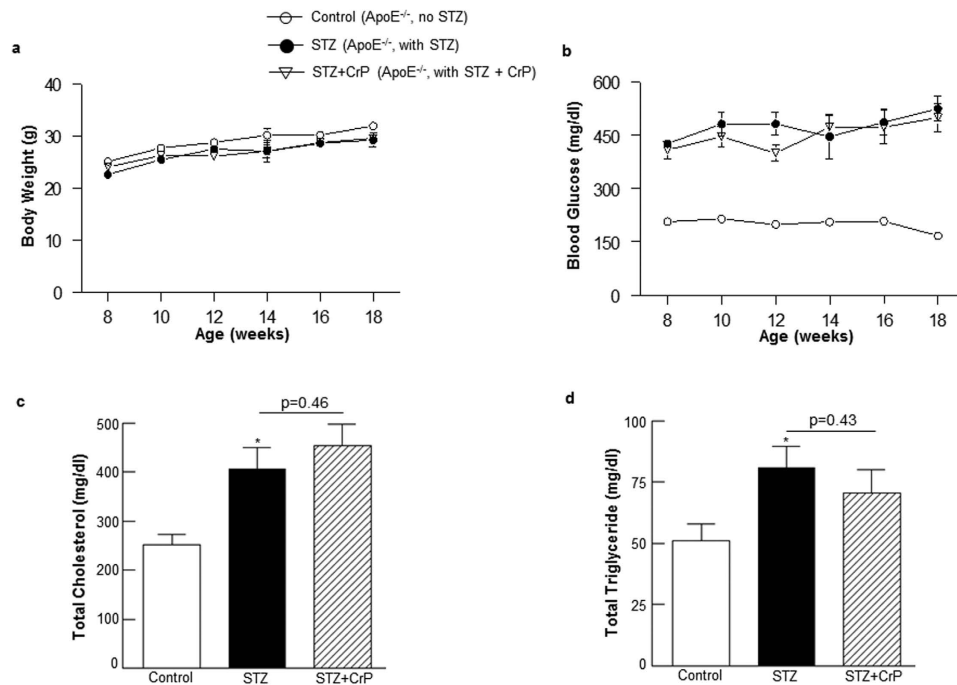 Control (ApoE-/-, no STZ)
STZ (ApoE-/-, with STZ)
STZ+CrP (ApoE-/-, with STZ + CrP)
a
Body Weight (g)
40
30
20
10
0
8 10 12 14 16 18
Age (weeks)
b
Blood Glucose (mg/dl)
600
450
300
150
0
8 10 12 14 16 18
Age (weeks)
c
p=0.46
Total Cholesterol (mg/dl)
500
400
300
200
100
0
*
Control STZ STZ+CrP
d
p=0.43
Total Triglyceride (mg/dl)
100
75
50
25
0
*
Control STZ STZ+CrP